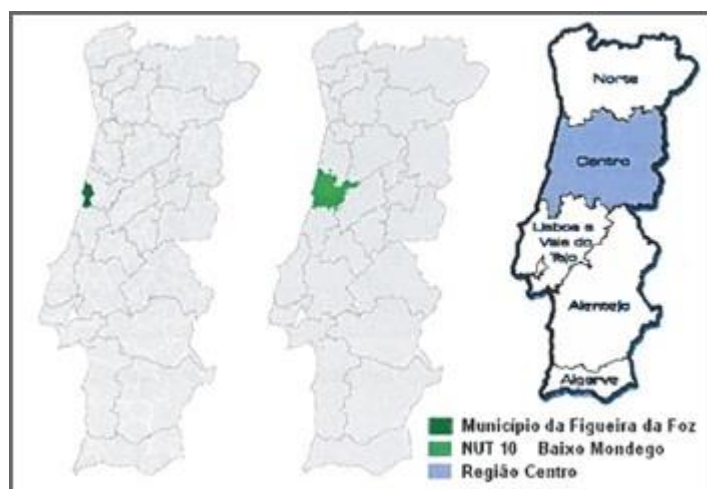 Norte
Centro
Lisboa e
Vale do
Tejo
Alentejo
Algarve
Município da Figueira da Foz
NUT 10 Baixo Mondego
Região Centro